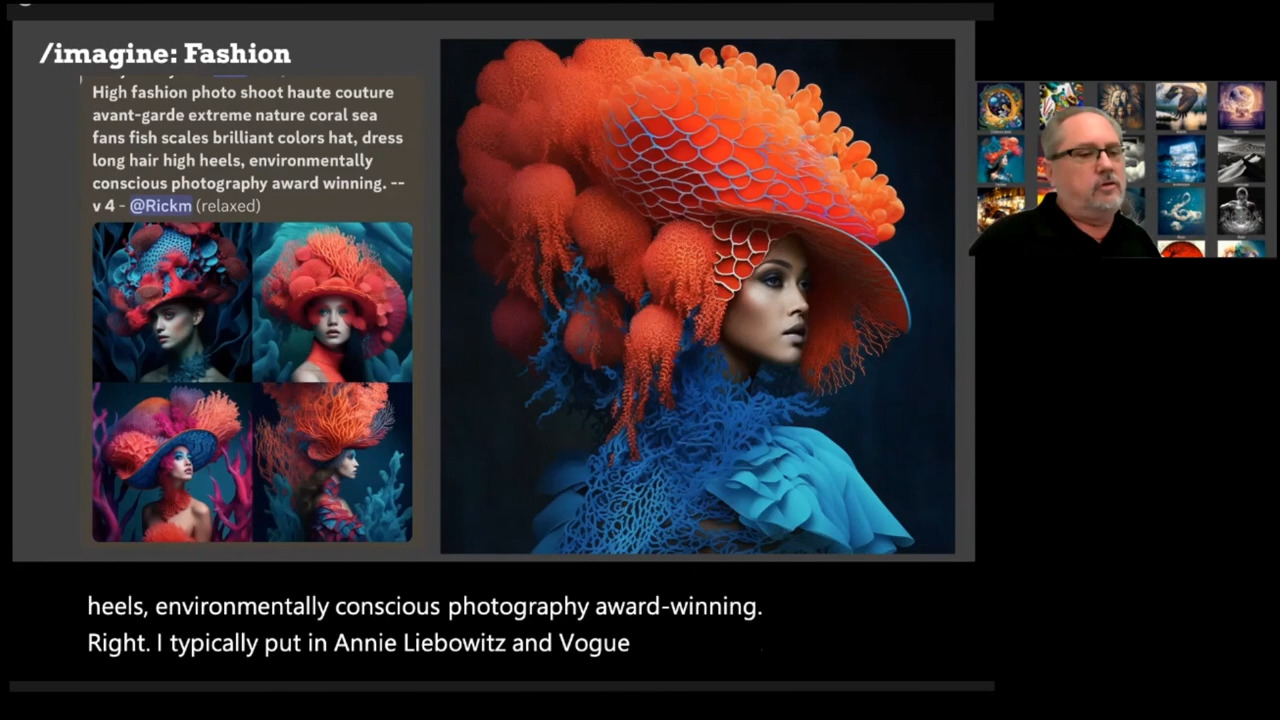 /imagine: Fashion
High fashion photo shoot haute couture
avant-garde extreme nature coral sea
fans fish scales brilliant colors hat, dress
long hair high heels, environmentally
conscious photography award winning. --
v 4 - @Rickm (relaxed)
heels, environmentally conscious photography award-winning.
Right. I typically put in Annie Liebowitz and Vogue